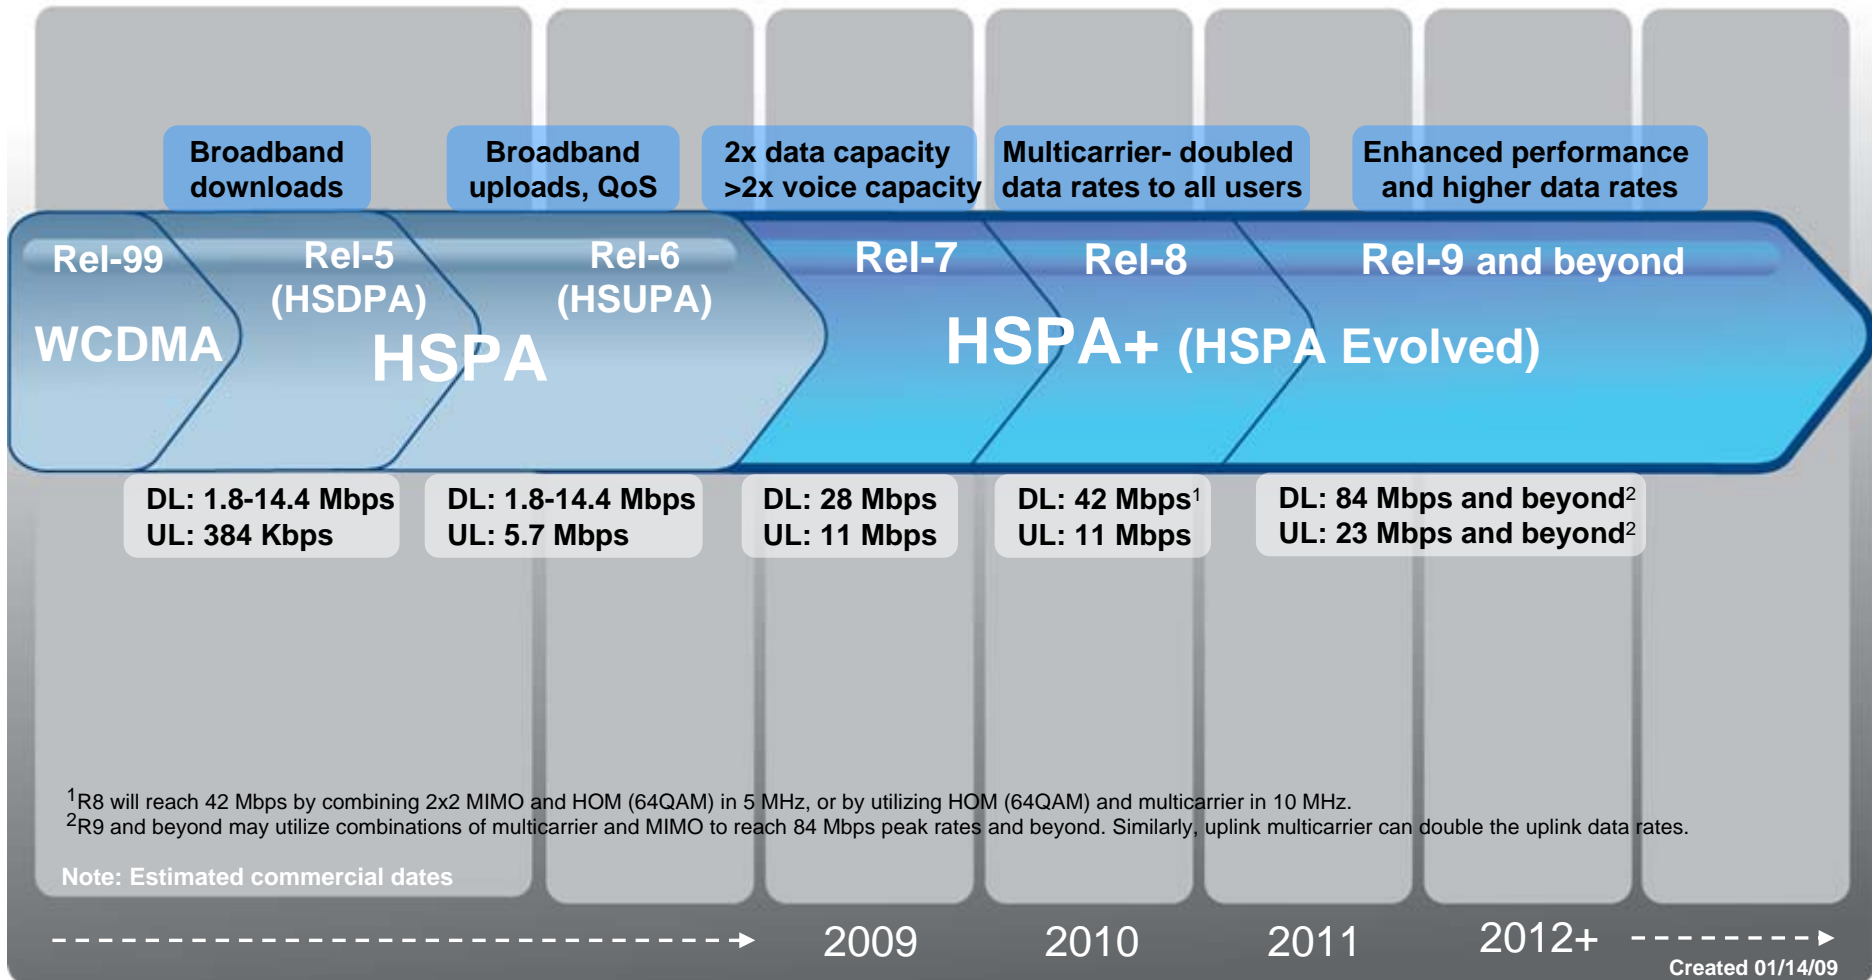 Broadband
downloads
Broadband
uploads, QoS
2x data capacity
>2x voice capacity
Multicarrier- doubled
data rates to all users
Enhanced performance
and higher data rates
Rel-99
WCDMA
Rel-5
(HSDPA)
Rel-6
(HSUPA)
HSPA
Rel-7
Rel-8
Rel-9 and beyond
HSPA+ (HSPA Evolved)
DL: 1.8-14.4 Mbps
UL: 384 Kbps
DL: 1.8-14.4 Mbps
UL: 5.7 Mbps
DL: 28 Mbps
UL: 11 Mbps
DL: 42 Mbps¹
UL: 11 Mbps
DL: 84 Mbps and beyond²
UL: 23 Mbps and beyond²
¹R8 will reach 42 Mbps by combining 2x2 MIMO and HOM (64QAM) in 5 MHz, or by utilizing HOM (64QAM) and multicarrier in 10 MHz.
²R9 and beyond may utilize combinations of multicarrier and MIMO to reach 84 Mbps peak rates and beyond. Similarly, uplink multicarrier can double the uplink data rates.
Note: Estimated commercial dates
2009
2010
2011
2012+
Created 01/14/09